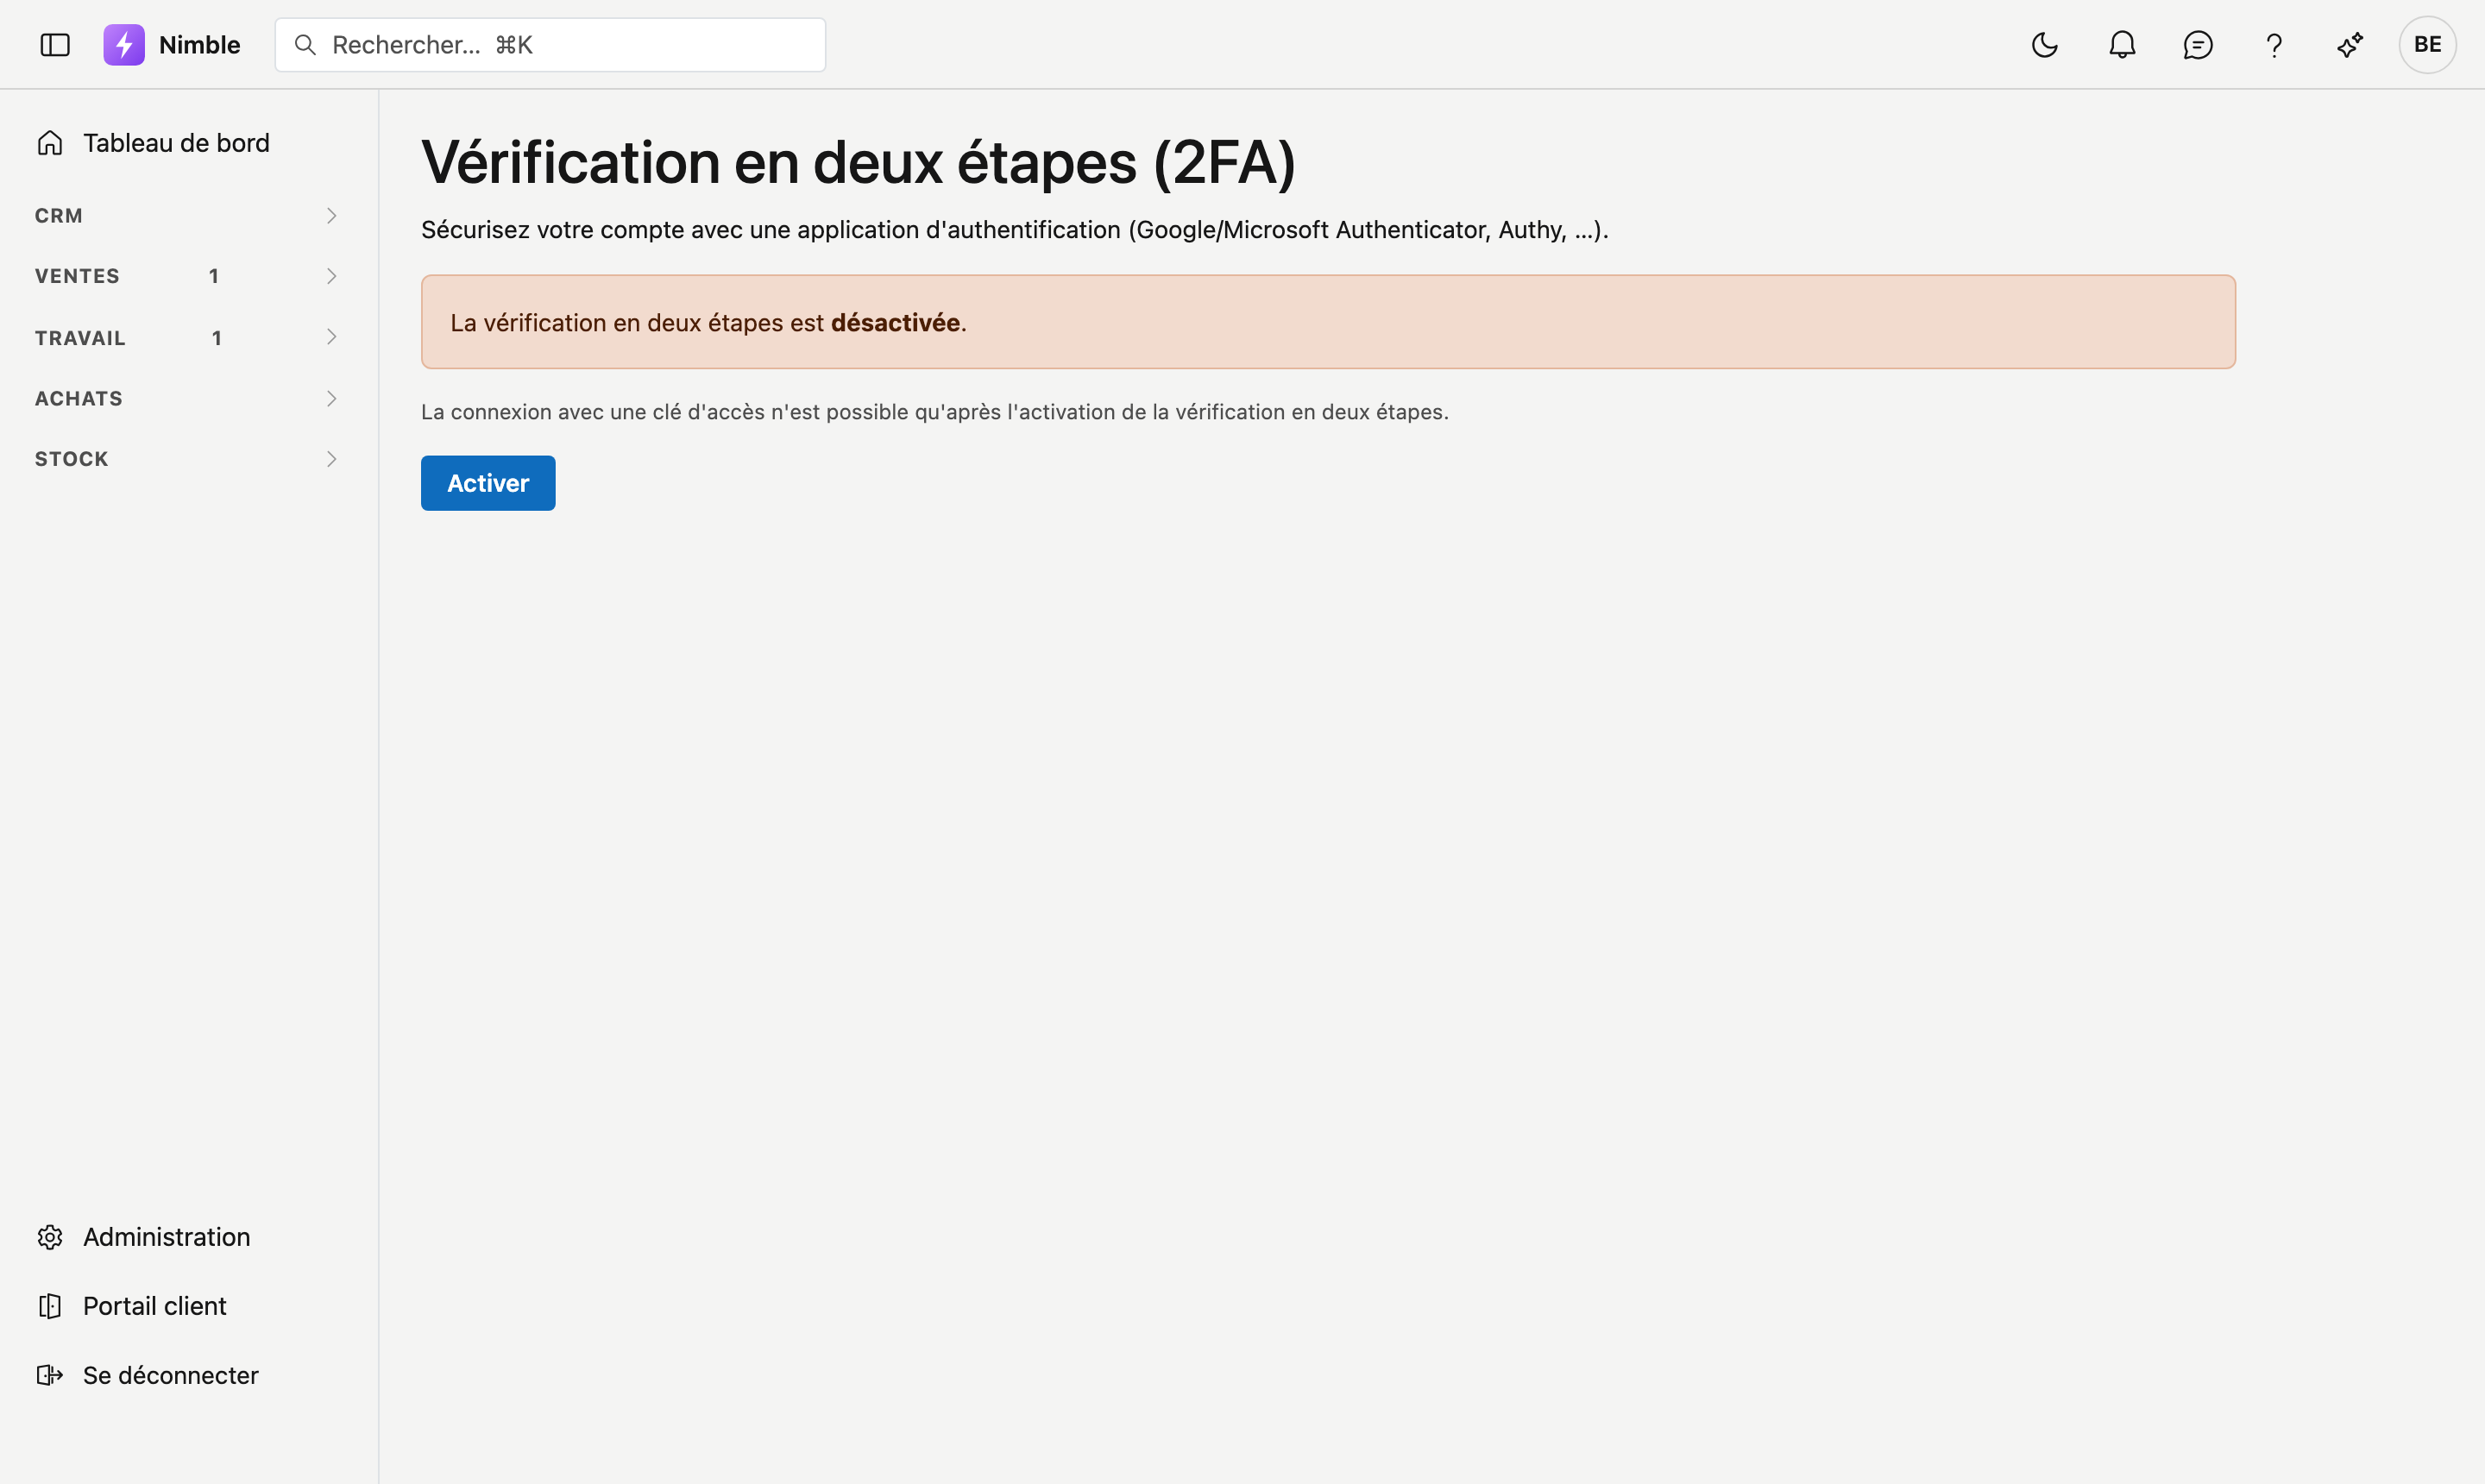 Nimble
Rechercher... ⌘K
BE
Tableau de bord
CRM
VENTES 1
TRAVAIL 1
ACHATS
STOCK
Administration
Portail client
Se déconnecter
Vérification en deux étapes (2FA)
Sécurisez votre compte avec une application d'authentification (Google/Microsoft Authenticator, Authy, ...).
La vérification en deux étapes est désactivée.
La connexion avec une clé d'accès n'est possible qu'après l'activation de la vérification en deux étapes.
Activer